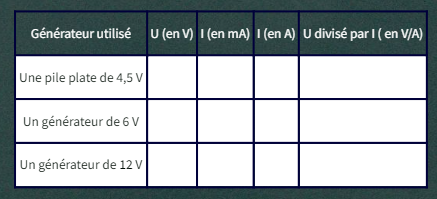 Générateur utilisé U (en V) I (en mA) I (en A) U divisé par I ( en V/A)
Une pile plate de 4,5 V
Un générateur de 6 V
Un générateur de 12 V